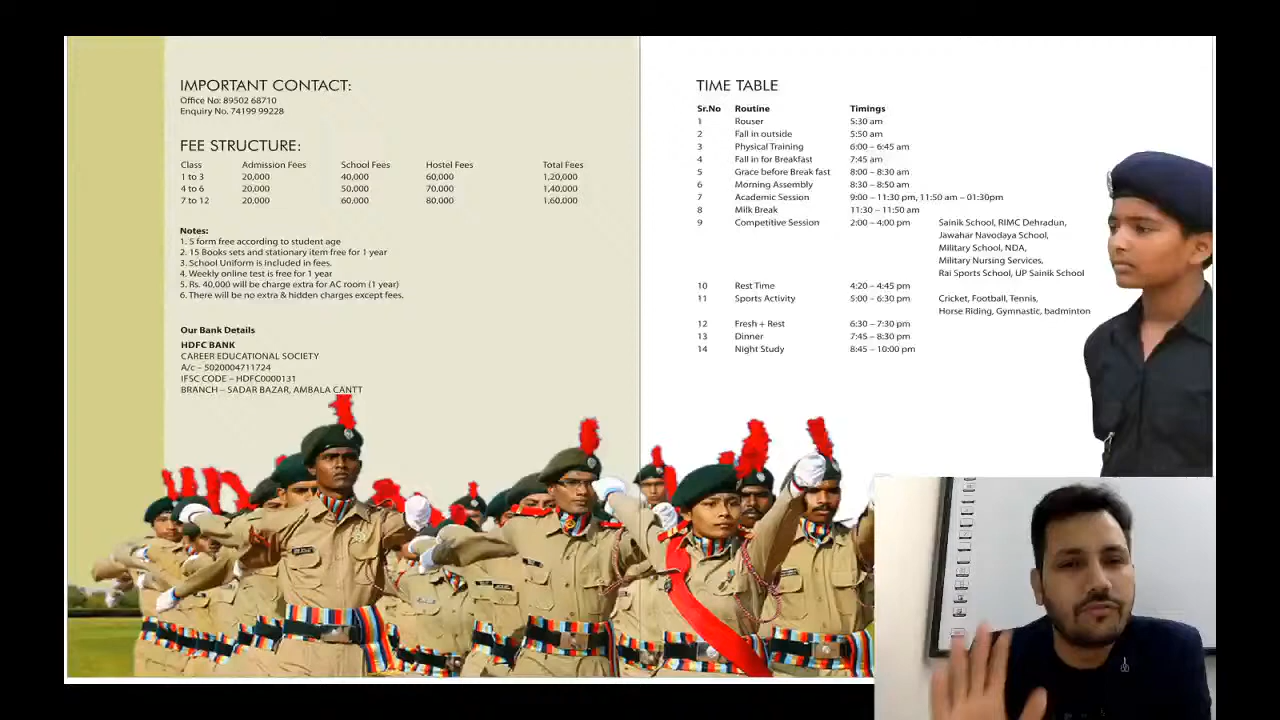 IMPORTANT CONTACT:
Office No: 89502 68710
Enquiry No. 74199 99228
FEE STRUCTURE:
Class Admission Fees School Fees Hostel Fees Total Fees
1 to 3 20,000 40,000 60,000 1,20,000
4 to 6 20,000 50,000 70,000 1,40,000
7 to 12 20,000 60,000 80,000 1,60,000
Notes:
1. 5 form free according to student age
2. 15 Books sets and stationary item free for 1 year
3. School Uniform is included in fees.
4. Weekly online test is free for 1 year
5. Rs. 40,000 will be charge extra for AC room (1 year)
6. There will be no extra & hidden charges except fees.
Our Bank Details
HDFC BANK
CAREER EDUCATIONAL SOCIETY
A/c – 5020004711724
IFSC CODE – HDFC0000131
BRANCH – SADAR BAZAR, AMBALA CANTT
TIME TABLE
Sr.No Routine Timings
1 Rouser 5:30 am
2 Fall in outside 5:50 am
3 Physical Training 6:00 – 6:45 am
4 Fall in for Breakfast 7:45 am
5 Grace before Break fast 8:00 – 8:30 am
6 Morning Assembly 8:30 – 8:50 am
7 Academic Session 9:00 – 11:30 pm, 11:50 am – 01:30pm
8 Milk Break 11:30 – 11:50 am
9 Competitive Session 2:00 – 4:00 pm Sainik School, RIMC Dehradun,
Jawahar Navodaya School,
Military School, NDA,
Military Nursing Services,
Rai Sports School, UP Sainik School
10 Rest Time 4:20 – 4:45 pm
11 Sports Activity 5:00 – 6:30 pm Cricket, Football, Tennis,
Horse Riding, Gymnastic, badminton
12 Fresh + Rest 6:30 – 7:30 pm
13 Dinner 7:45 – 8:30 pm
14 Night Study 8:45 – 10:00 pm